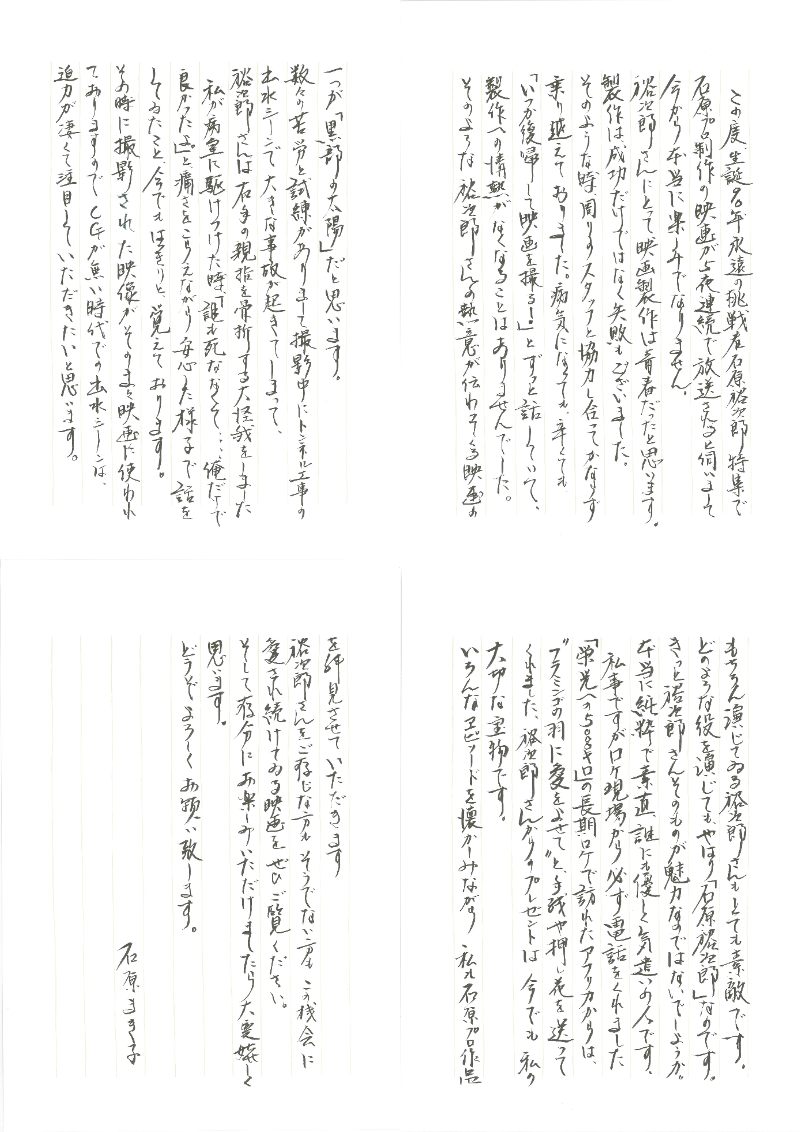 この度生誕90年永遠の挑戦者石原裕次郎特集で
石原プロ制作の映画が5夜連続で放送されると伺いまして
今から本当に楽しみでなりません。
裕次郎さんにとって映画製作は青春だったと思います。
製作は、成功だけではなく失敗もございました。
そのような時、周りのスタッフと協力し合ってかならず
乗り越えておりました。病気になっても、辛くても
「いつか復帰して映画を撮る!」とずっと話していて、
製作への情熱がなくなることはありませんでした。
そのような裕次郎さんの熱意が伝わってくる映画の
一つが「黒部の太陽」だと思います。
数々の苦労と試練がありまして撮影中にトンネル工事の
出水シーンで、大きな事故が起きてしまって、
裕次郎さんは右手の親指を骨折する大怪我をしました
私が病室に駆けつけた時、「誰も死ななくて...俺だけで
良かったよ」と痛さをこらえながら安心した様子で話を
してゐたこと今でもはっきりと覚えております。
その時に撮影された映像がそのまゝ映画に使われ
ておりますのでCGが無い時代での出水シーンは、
迫力が凄くて注目していただきたいと思います。
もちろん演じてゐる裕次郎さんもとても素敵です。
どのような役を演じてもやはり「石原裕次郎」なのです。
きっと裕次郎さんそのものが魅力なのではないでしょうか。
本当に純粋で素直、誰にも優しく気遣いの人です。
私事ですがロケ現場から必ず電話をくれました
「栄光への5000キロ」の長期ロケで訪れたアフリカからは、
"フラミンゴの羽に愛をよせて"と、手紙や押し花を送って
くれました、裕次郎さんからのプレゼントは今でも私の
大切な宝物です。
いろんなエピソードを懐かしみながら私も石原プロ作品
を拝見させていただきます
裕次郎さんをご存じな方もそうでない方もこの機会に
愛され続けてゐる映画をぜひご覧ください。
そして存分にお楽しみいただけましたら大変嬉しく
思います。
どうぞよろしくお願い致します。
石原まき子